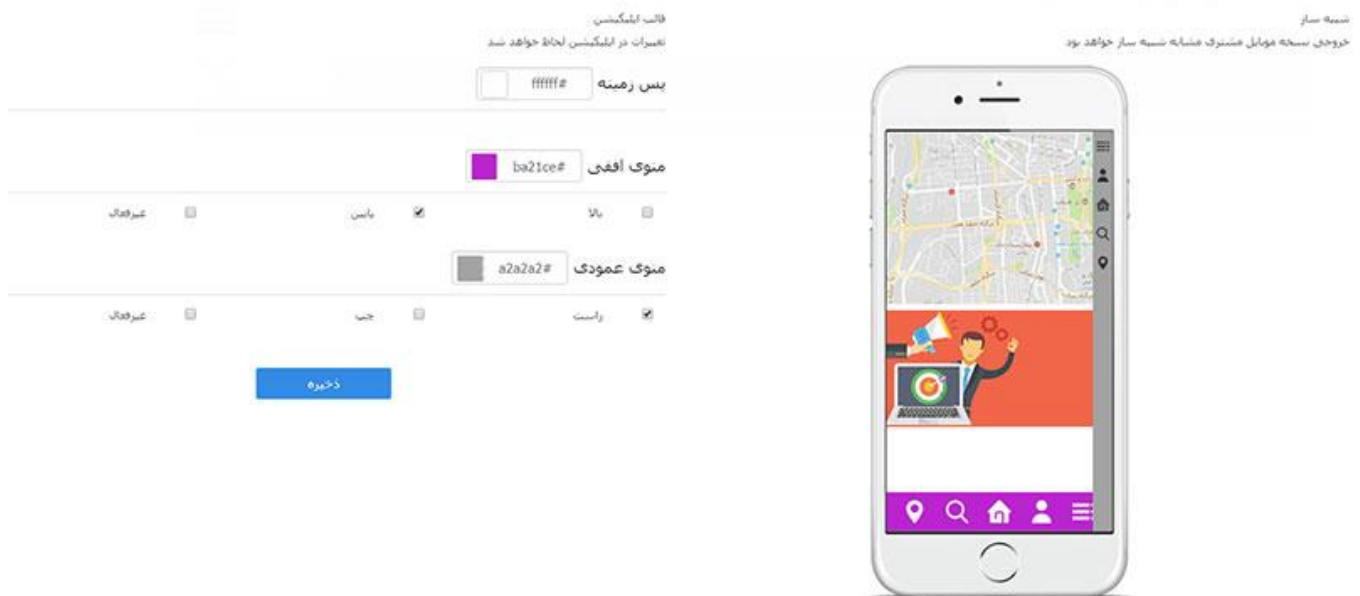 شبیه ساز
خروجی نسخه موبایل مشتری مشابه شبیه ساز خواهد بود
قالب اپلیکیشن
تغییرات در اپلیکیشن لحاظ خواهد شد
پس زمینه ffffff#
منوی افقی ba21ce#
بالا پایین غیرفعال
منوی عمودی a2a2a2#
راست چپ غیرفعال
ذخیره